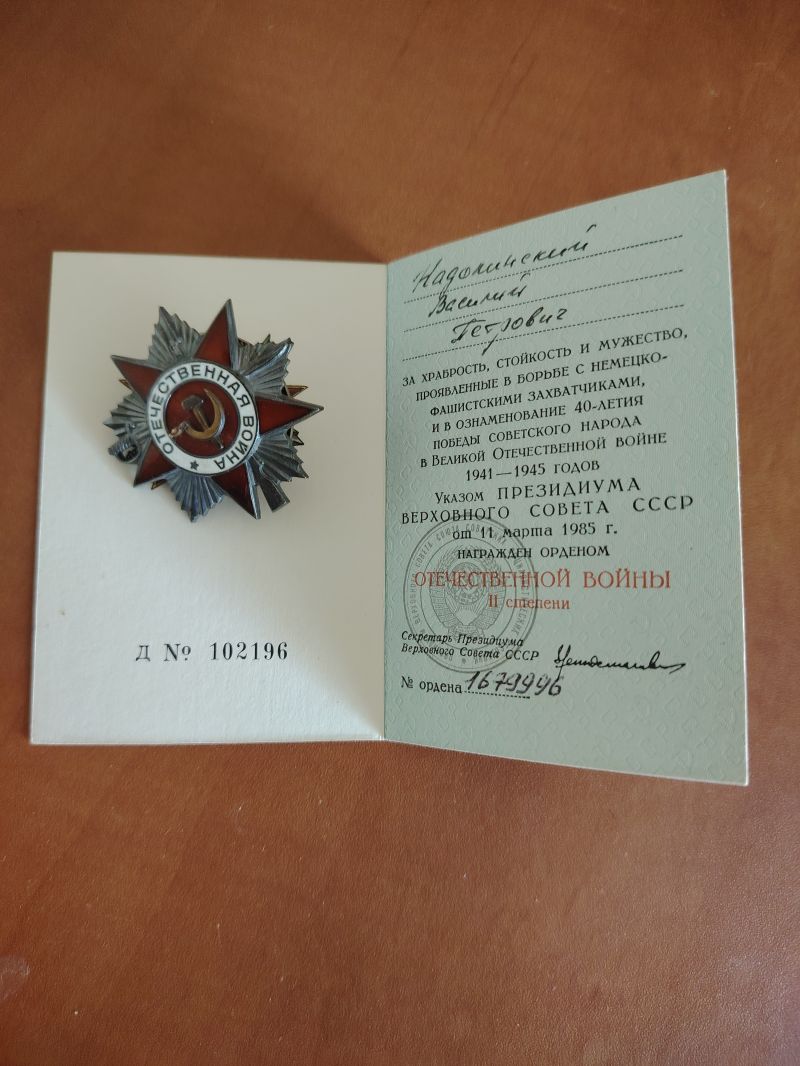 ОТЕЧЕСТВЕННАЯ ВОЙНА
Д № 102196
Надолинский
Василий
Петрович
ЗА ХРАБРОСТЬ, СТОЙКОСТЬ И МУЖЕСТВО,
ПРОЯВЛЕННЫЕ В БОРЬБЕ С НЕМЕЦКО-
ФАШИСТСКИМИ ЗАХВАТЧИКАМИ,
И В ОЗНАМЕНОВАНИЕ 40-ЛЕТИЯ
ПОБЕДЫ СОВЕТСКОГО НАРОДА
В ВЕЛИКОЙ ОТЕЧЕСТВЕННОЙ ВОЙНЕ
1941—1945 ГОДОВ
УКАЗОМ ПРЕЗИДИУМА
ВЕРХОВНОГО СОВЕТА СССР
от 11 марта 1985 г.
НАГРАЖДЕН ОРДЕНОМ
ОТЕЧЕСТВЕННОЙ ВОЙНЫ
II степени
Секретарь Президиума
Верховного Совета СССР
№ ордена 1679996